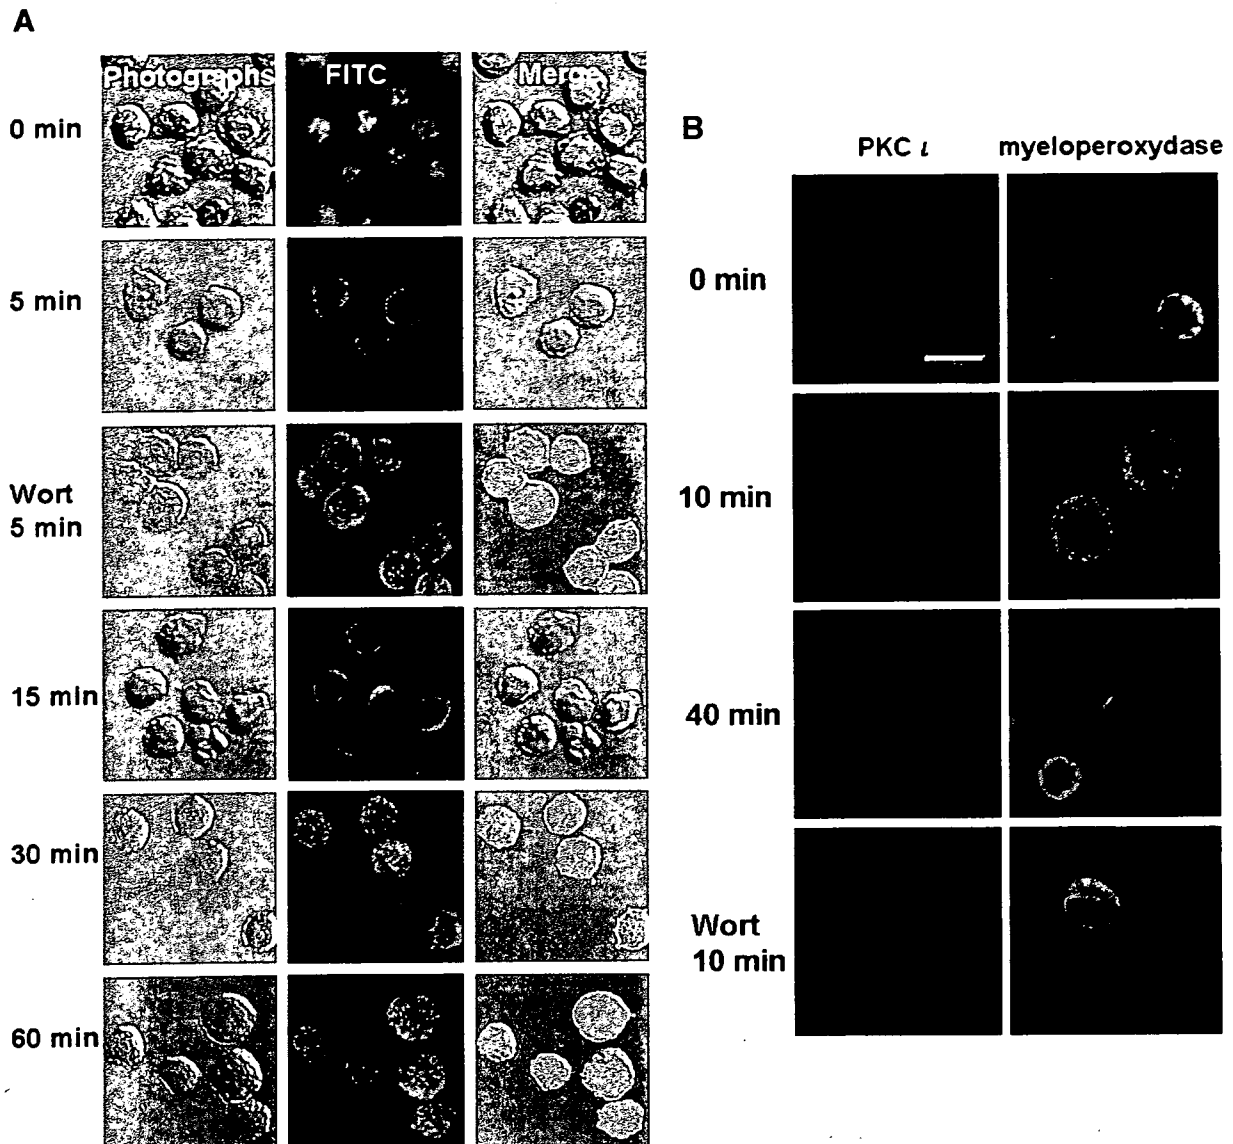 A
Photographs FITC Merge
0 min
5 min
Wort
5 min
15 min
30 min
60 min
B
PKC ι myeloperoxydase
0 min
10 min
40 min
Wort
10 min